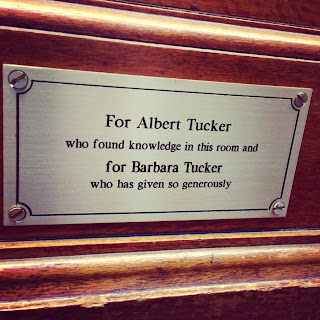 For Albert Tucker
who found knowledge in this room and
for Barbara Tucker
who has given so generously